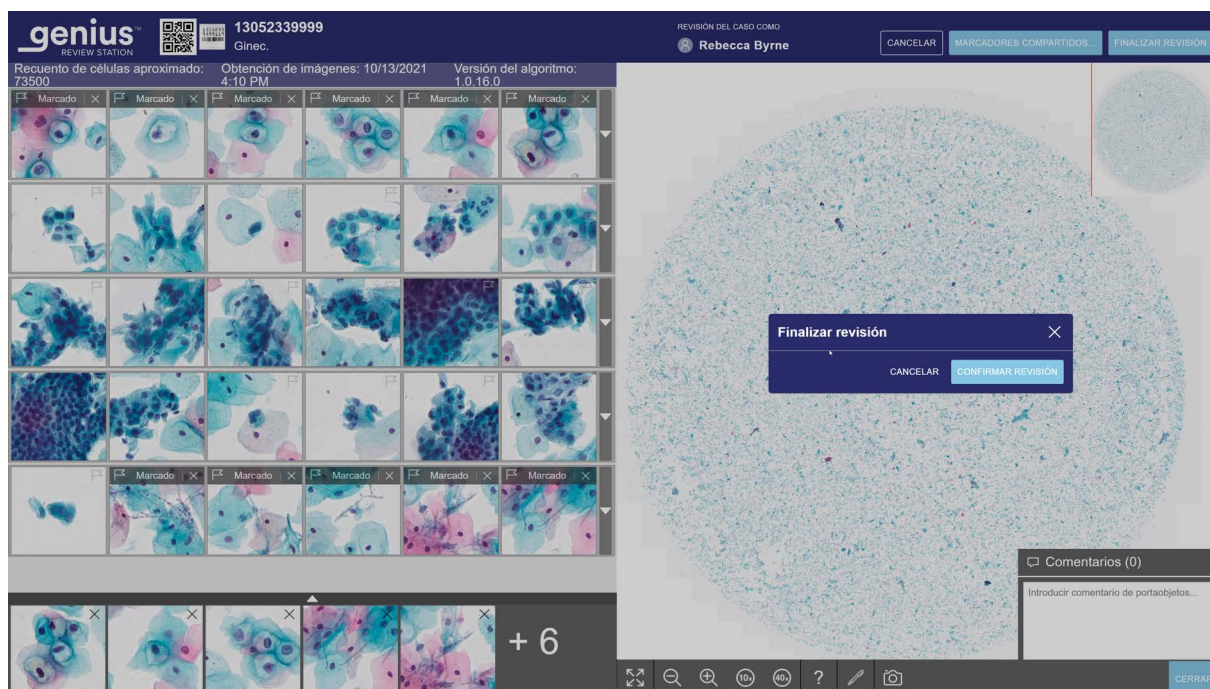 genius™
REVIEW STATION
13052339999
Ginec.
REVISIÓN DEL CASO COMO
Rebecca Byrne
CANCELAR
MARCADORES COMPARTIDOS...
FINALIZAR REVISIÓN
Recuento de células aproximado:
73500
Obtención de imágenes: 10/13/2021
4:10 PM
Versión del algoritmo:
1.0.16.0
Marcado
Marcado
Marcado
Marcado
Marcado
Marcado
Finalizar revisión
CANCELAR
CONFIRMAR REVISIÓN
Marcado
Marcado
Marcado
Marcado
Marcado
Comentarios (0)
Introducir comentario de portaobjetos...
+ 6
10x
40x
?